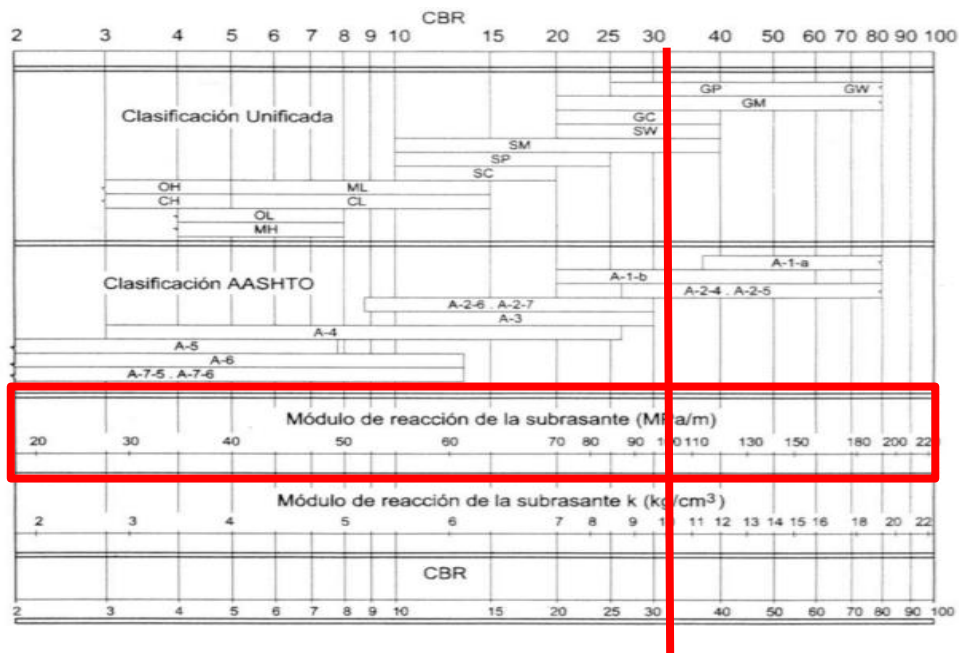 CBR
2 3 4 5 6 7 8 9 10 15 20 25 30 40 50 60 70 80 90 100
GP GW
Clasificación Unificada GM
GC
SW
SM
SP
SC
OH ML
CH CL
OL
MH
A-1-a
Clasificación AASHTO A-1-b
A-2-4 . A-2-5
A-2-6 . A-2-7
A-3
A-4
A-5
A-6
A-7-5 . A-7-6
Módulo de reacción de la subrasante (MPa/m)
20 30 40 50 60 70 80 90 100 110 130 150 180 200 22
Módulo de reacción de la subrasante k (kg/cm³)
2 3 4 5 6 7 8 9 10 11 12 13 14 15 16 18 20 22
CBR
2 3 4 5 6 7 8 9 10 15 20 25 30 40 50 60 70 80 90 100